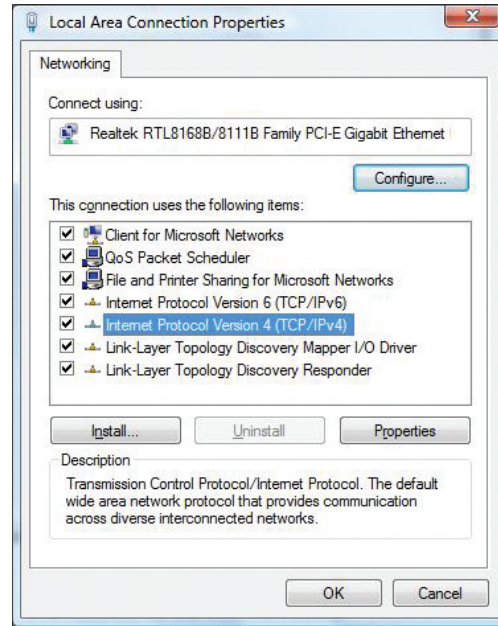 Local Area Connection Properties
Networking
Connect using:
Realtek RTL8168B/8111B Family PCI-E Gigabit Ethernet
Configure...
This connection uses the following items:
Client for Microsoft Networks
QoS Packet Scheduler
File and Printer Sharing for Microsoft Networks
Internet Protocol Version 6 (TCP/IPv6)
Internet Protocol Version 4 (TCP/IPv4)
Link-Layer Topology Discovery Mapper I/O Driver
Link-Layer Topology Discovery Responder
Install... Uninstall Properties
Description
Transmission Control Protocol/Internet Protocol. The default
wide area network protocol that provides communication
across diverse interconnected networks.
OK Cancel